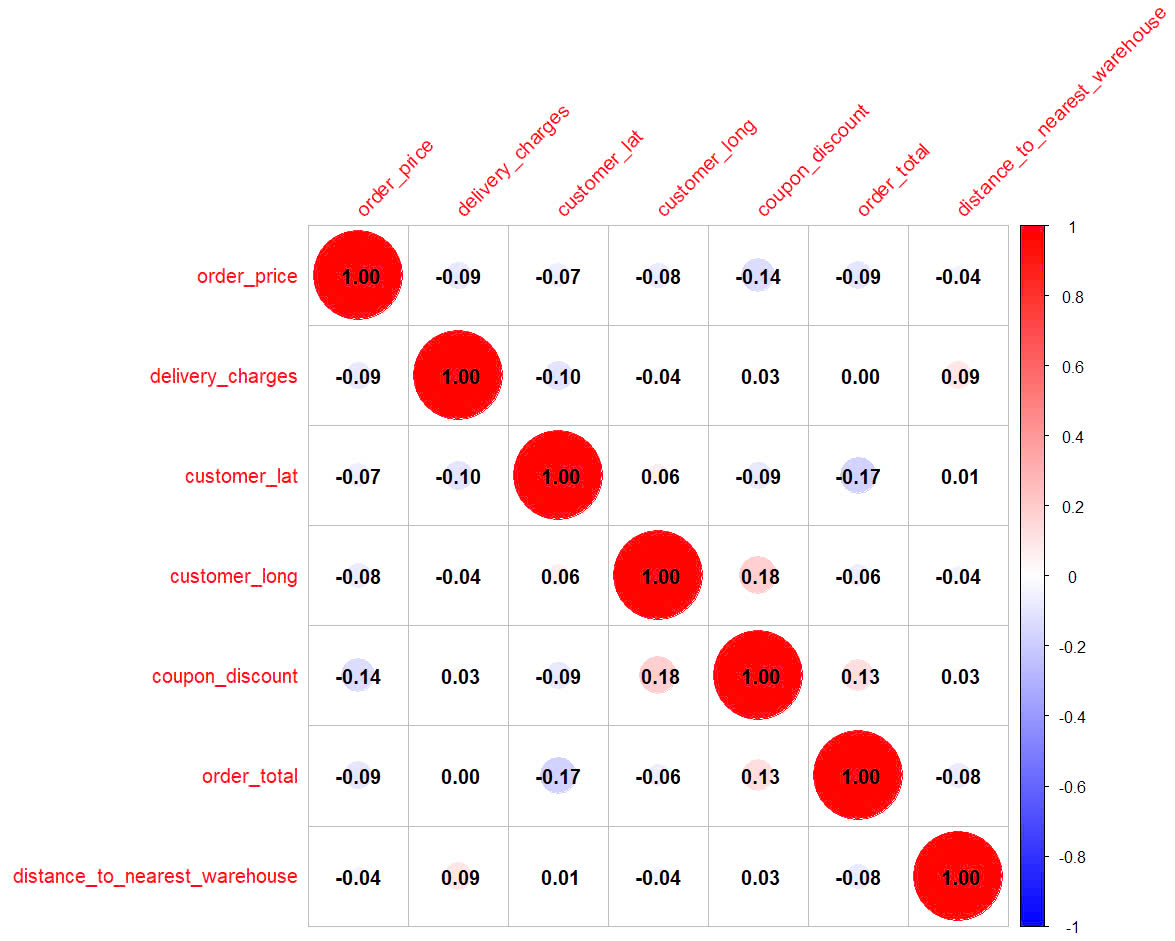 order_price
delivery_charges
customer_lat
customer_long
coupon_discount
order_total
distance_to_nearest_warehouse
order_price 1.00 -0.09 -0.07 -0.08 -0.14 -0.09 -0.04
delivery_charges -0.09 1.00 -0.10 -0.04 0.03 0.00 0.09
customer_lat -0.07 -0.10 1.00 0.06 -0.09 -0.17 0.01
customer_long -0.08 -0.04 0.06 1.00 0.18 -0.06 -0.04
coupon_discount -0.14 0.03 -0.09 0.18 1.00 0.13 0.03
order_total -0.09 0.00 -0.17 -0.06 0.13 1.00 -0.08
distance_to_nearest_warehouse -0.04 0.09 0.01 -0.04 0.03 -0.08 1.00
1
0.8
0.6
0.4
0.2
0
-0.2
-0.4
-0.6
-0.8
-1